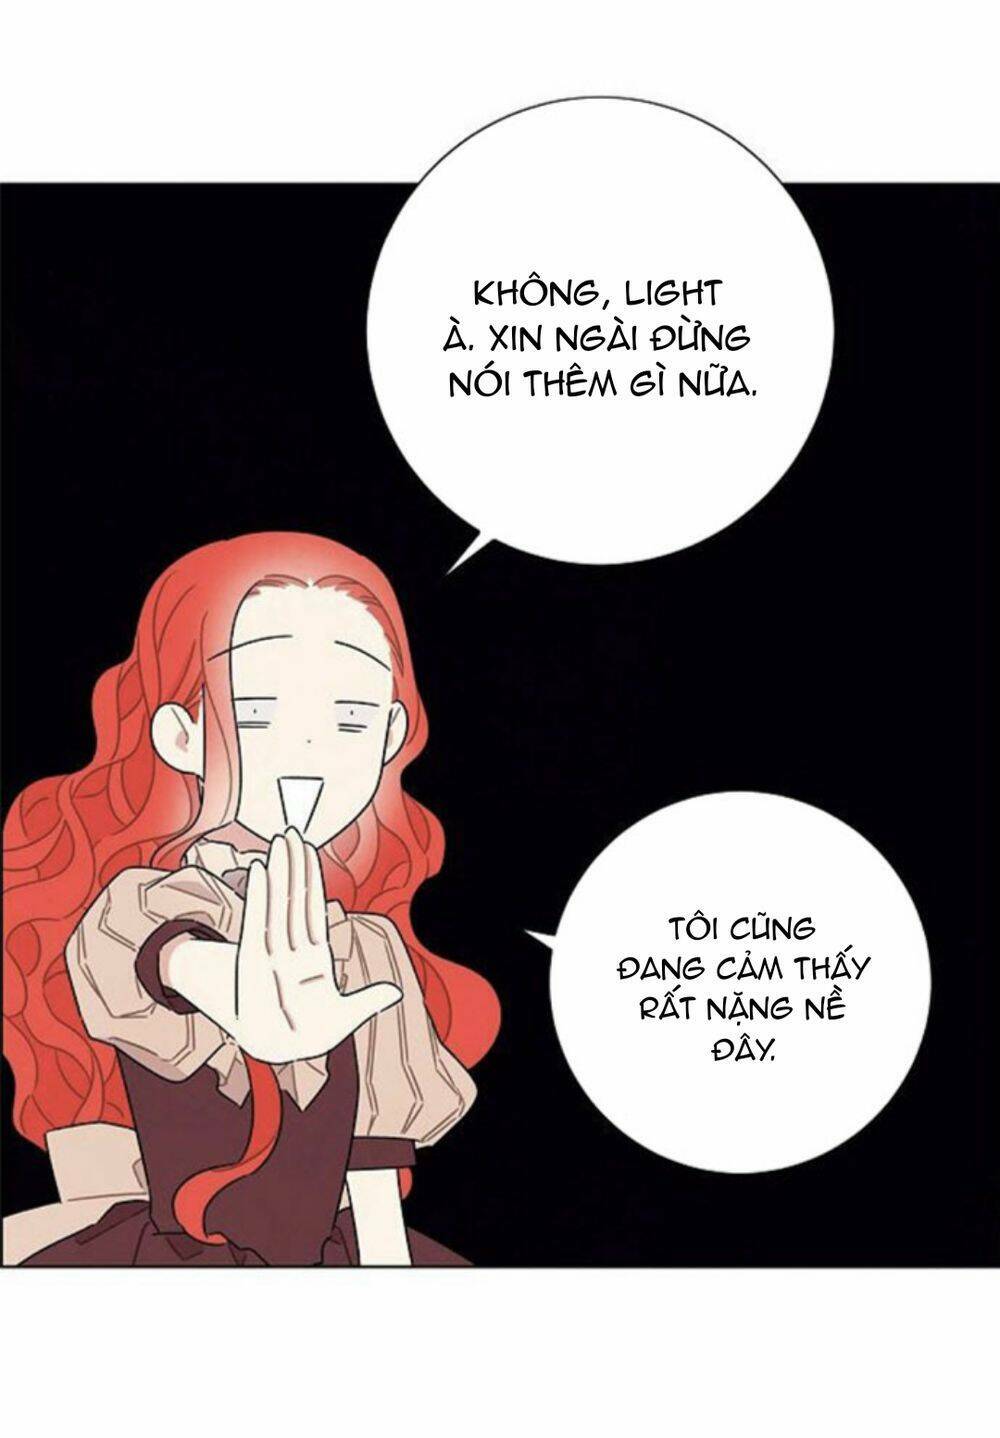 KHÔNG, LIGHT
À. XIN NGÀI ĐỪNG
NÓI THÊM GÌ NỮA.
TÔI CŨNG
ĐANG CẢM THẤY
RẤT NẶNG NỀ
ĐÂY.